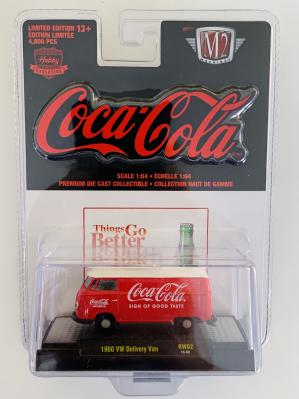 LIMITED EDITION 13+
EDITION LIMITEE
4,800 PCS
Hobby
EXCLUSIVE
M2
MACHINES
Coca-Cola
SCALE 1:64 • ÉCHELLE 1:64
PREMIUM DIE CAST COLLECTIBLE • COLLECTION HAUT DE GAMME
Things Go
Better
Coca-Cola
Coca-Cola
SIGN OF GOOD TASTE
1960 VW Delivery Van
RW02